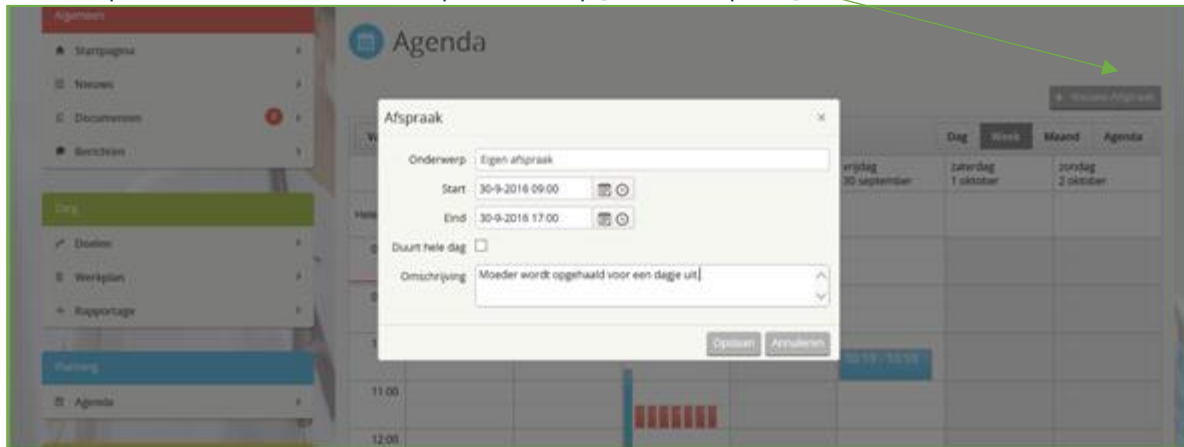 Algemeen
Startpagina
Nieuws
Documenten
Berichten
Zorg
Doelen
Werkplan
Rapportage
Planning
Agenda
Agenda
+ Nieuwe Afspraak
Dag Week Maand Agenda
vrijdag
30 september
zaterdag
1 oktober
zondag
2 oktober
Afspraak
Onderwerp Eigen afspraak
Start 30-9-2016 09:00
Eind 30-9-2016 17:00
Duurt hele dag
Omschrijving Moeder wordt opgehaald voor een dagje uit.
Opslaan Annuleren
11:00
12:00